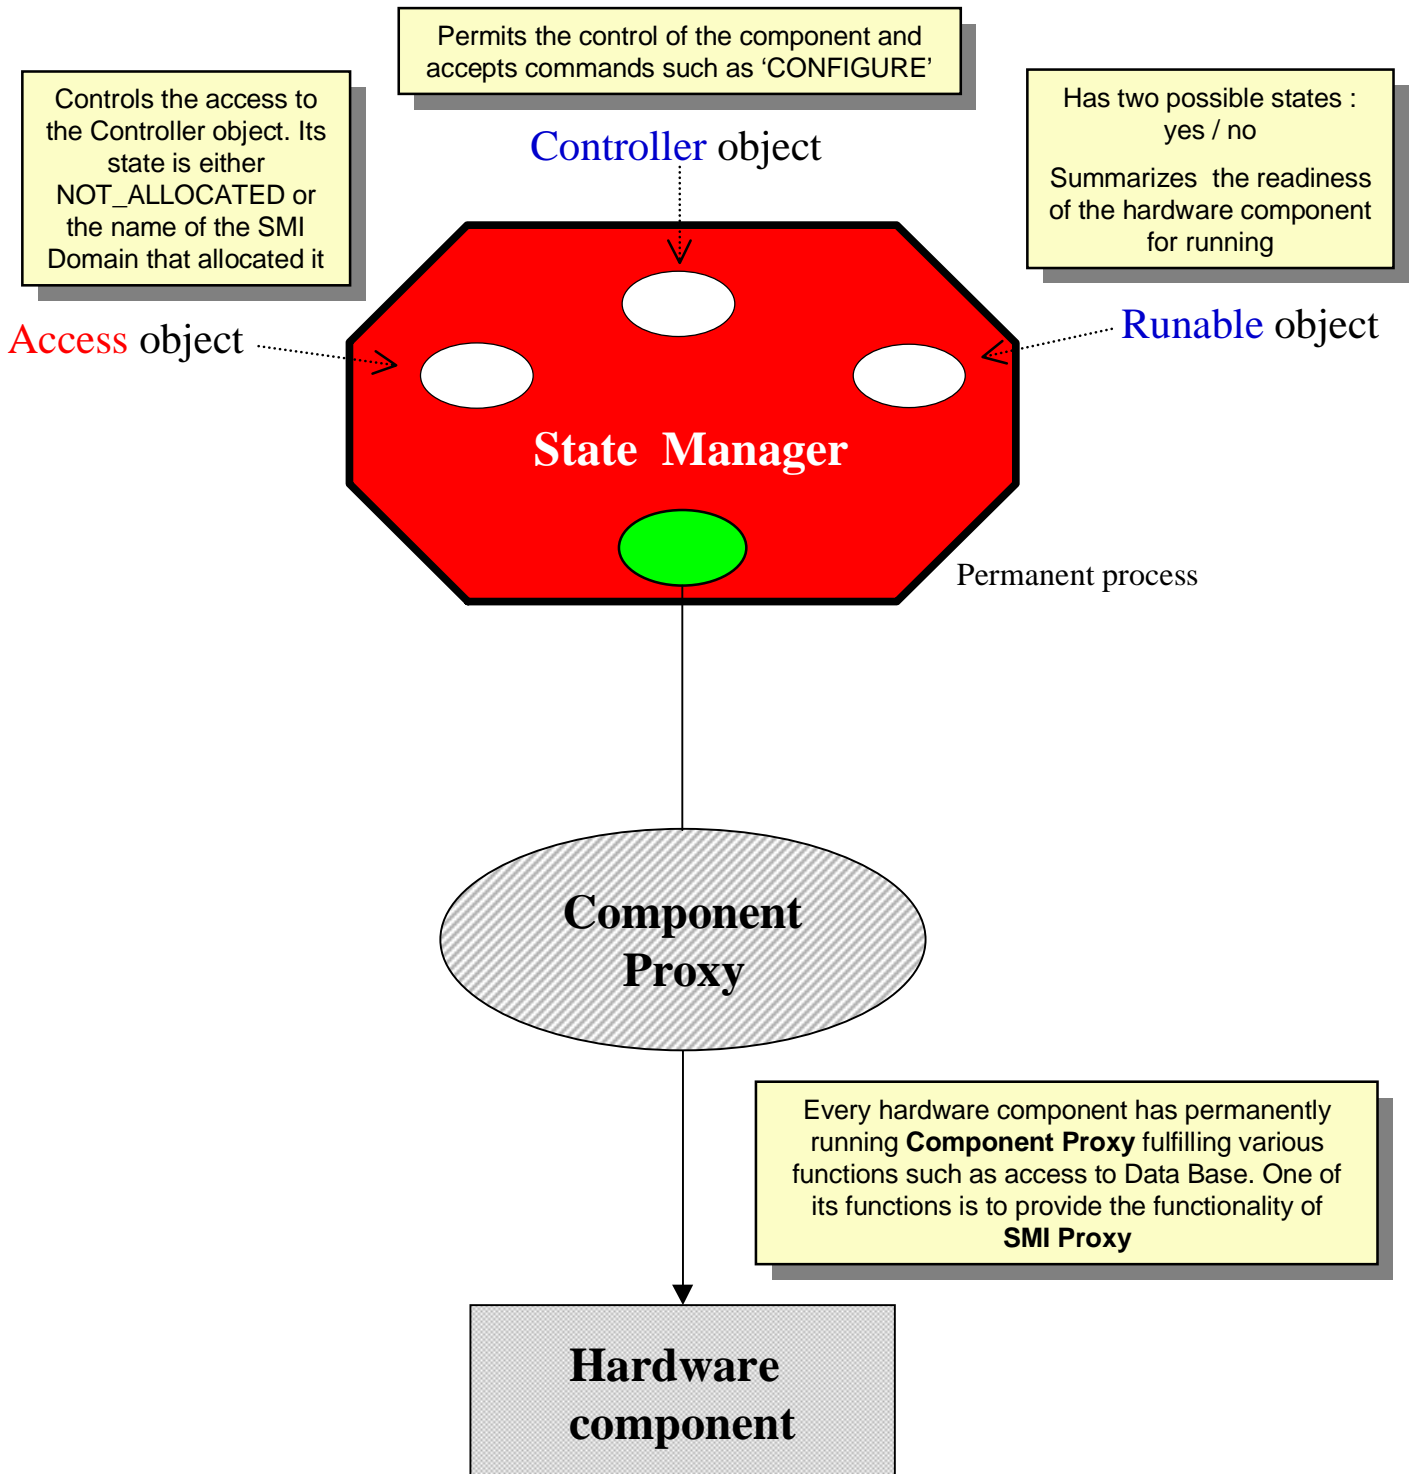 Permits the control of the component and
accepts commands such as ‘CONFIGURE’
Controls the access to
the Controller object. Its
state is either
NOT_ALLOCATED or
the name of the SMI
Domain that allocated it
Has two possible states :
yes / no
Summarizes the readiness
of the hardware component
for running
Controller object
Access object
Runable object
State Manager
Permanent process
Component
Proxy
Every hardware component has permanently
running Component Proxy fulfilling various
functions such as access to Data Base. One of
its functions is to provide the functionality of
SMI Proxy
Hardware
component